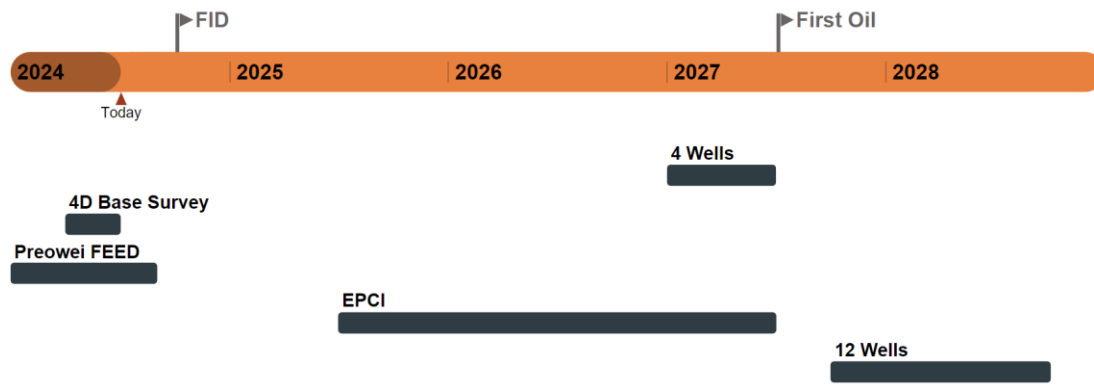 FID
First Oil
2024
2025
2026
2027
2028
Today
4 Wells
4D Base Survey
Preowei FEED
EPCI
12 Wells